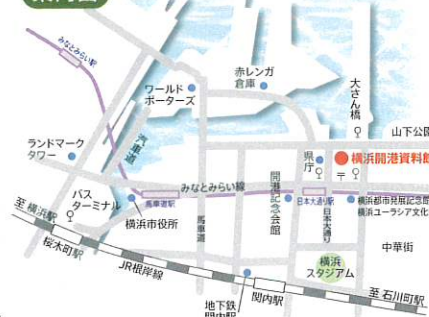 案内図
みなとみらい駅
ワールド
ポーターズ
赤レンガ
倉庫
大さん橋
山下公園
汽車道
ランドマーク
タワー
県庁
横浜開港資料館
〒
みなとみらい線
馬車道駅
日本大通り駅
開港記念会館
日本大通り
横浜都市発展記念館
横浜ユーラシア文化
バス
ターミナル
横浜市役所
馬車道
至 横浜駅
桜木町駅
JR根岸線
中華街
横浜
スタジアム
関内駅
至 石川町駅
地下鉄
関内駅